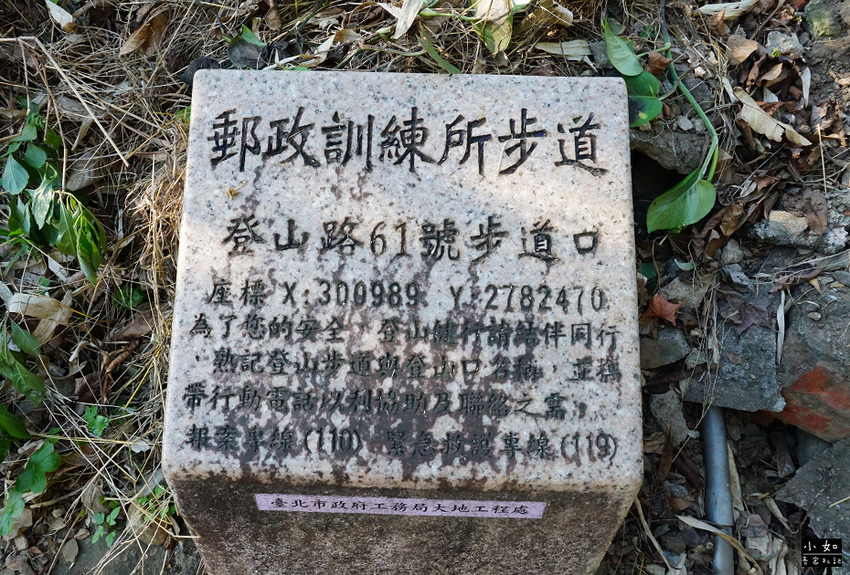 郵政訓練所步道
登山路61號步道口
座標 X:300989 Y:2782470
為了您的安全，登山健行請結伴同行
，熟記登山步道與登山口名稱，並攜
帶行動電話以利協助及聯絡之需。
報案專線(110) 緊急救護專線(119)
臺北市政府工務局大地工程處
小如
吾宅札記